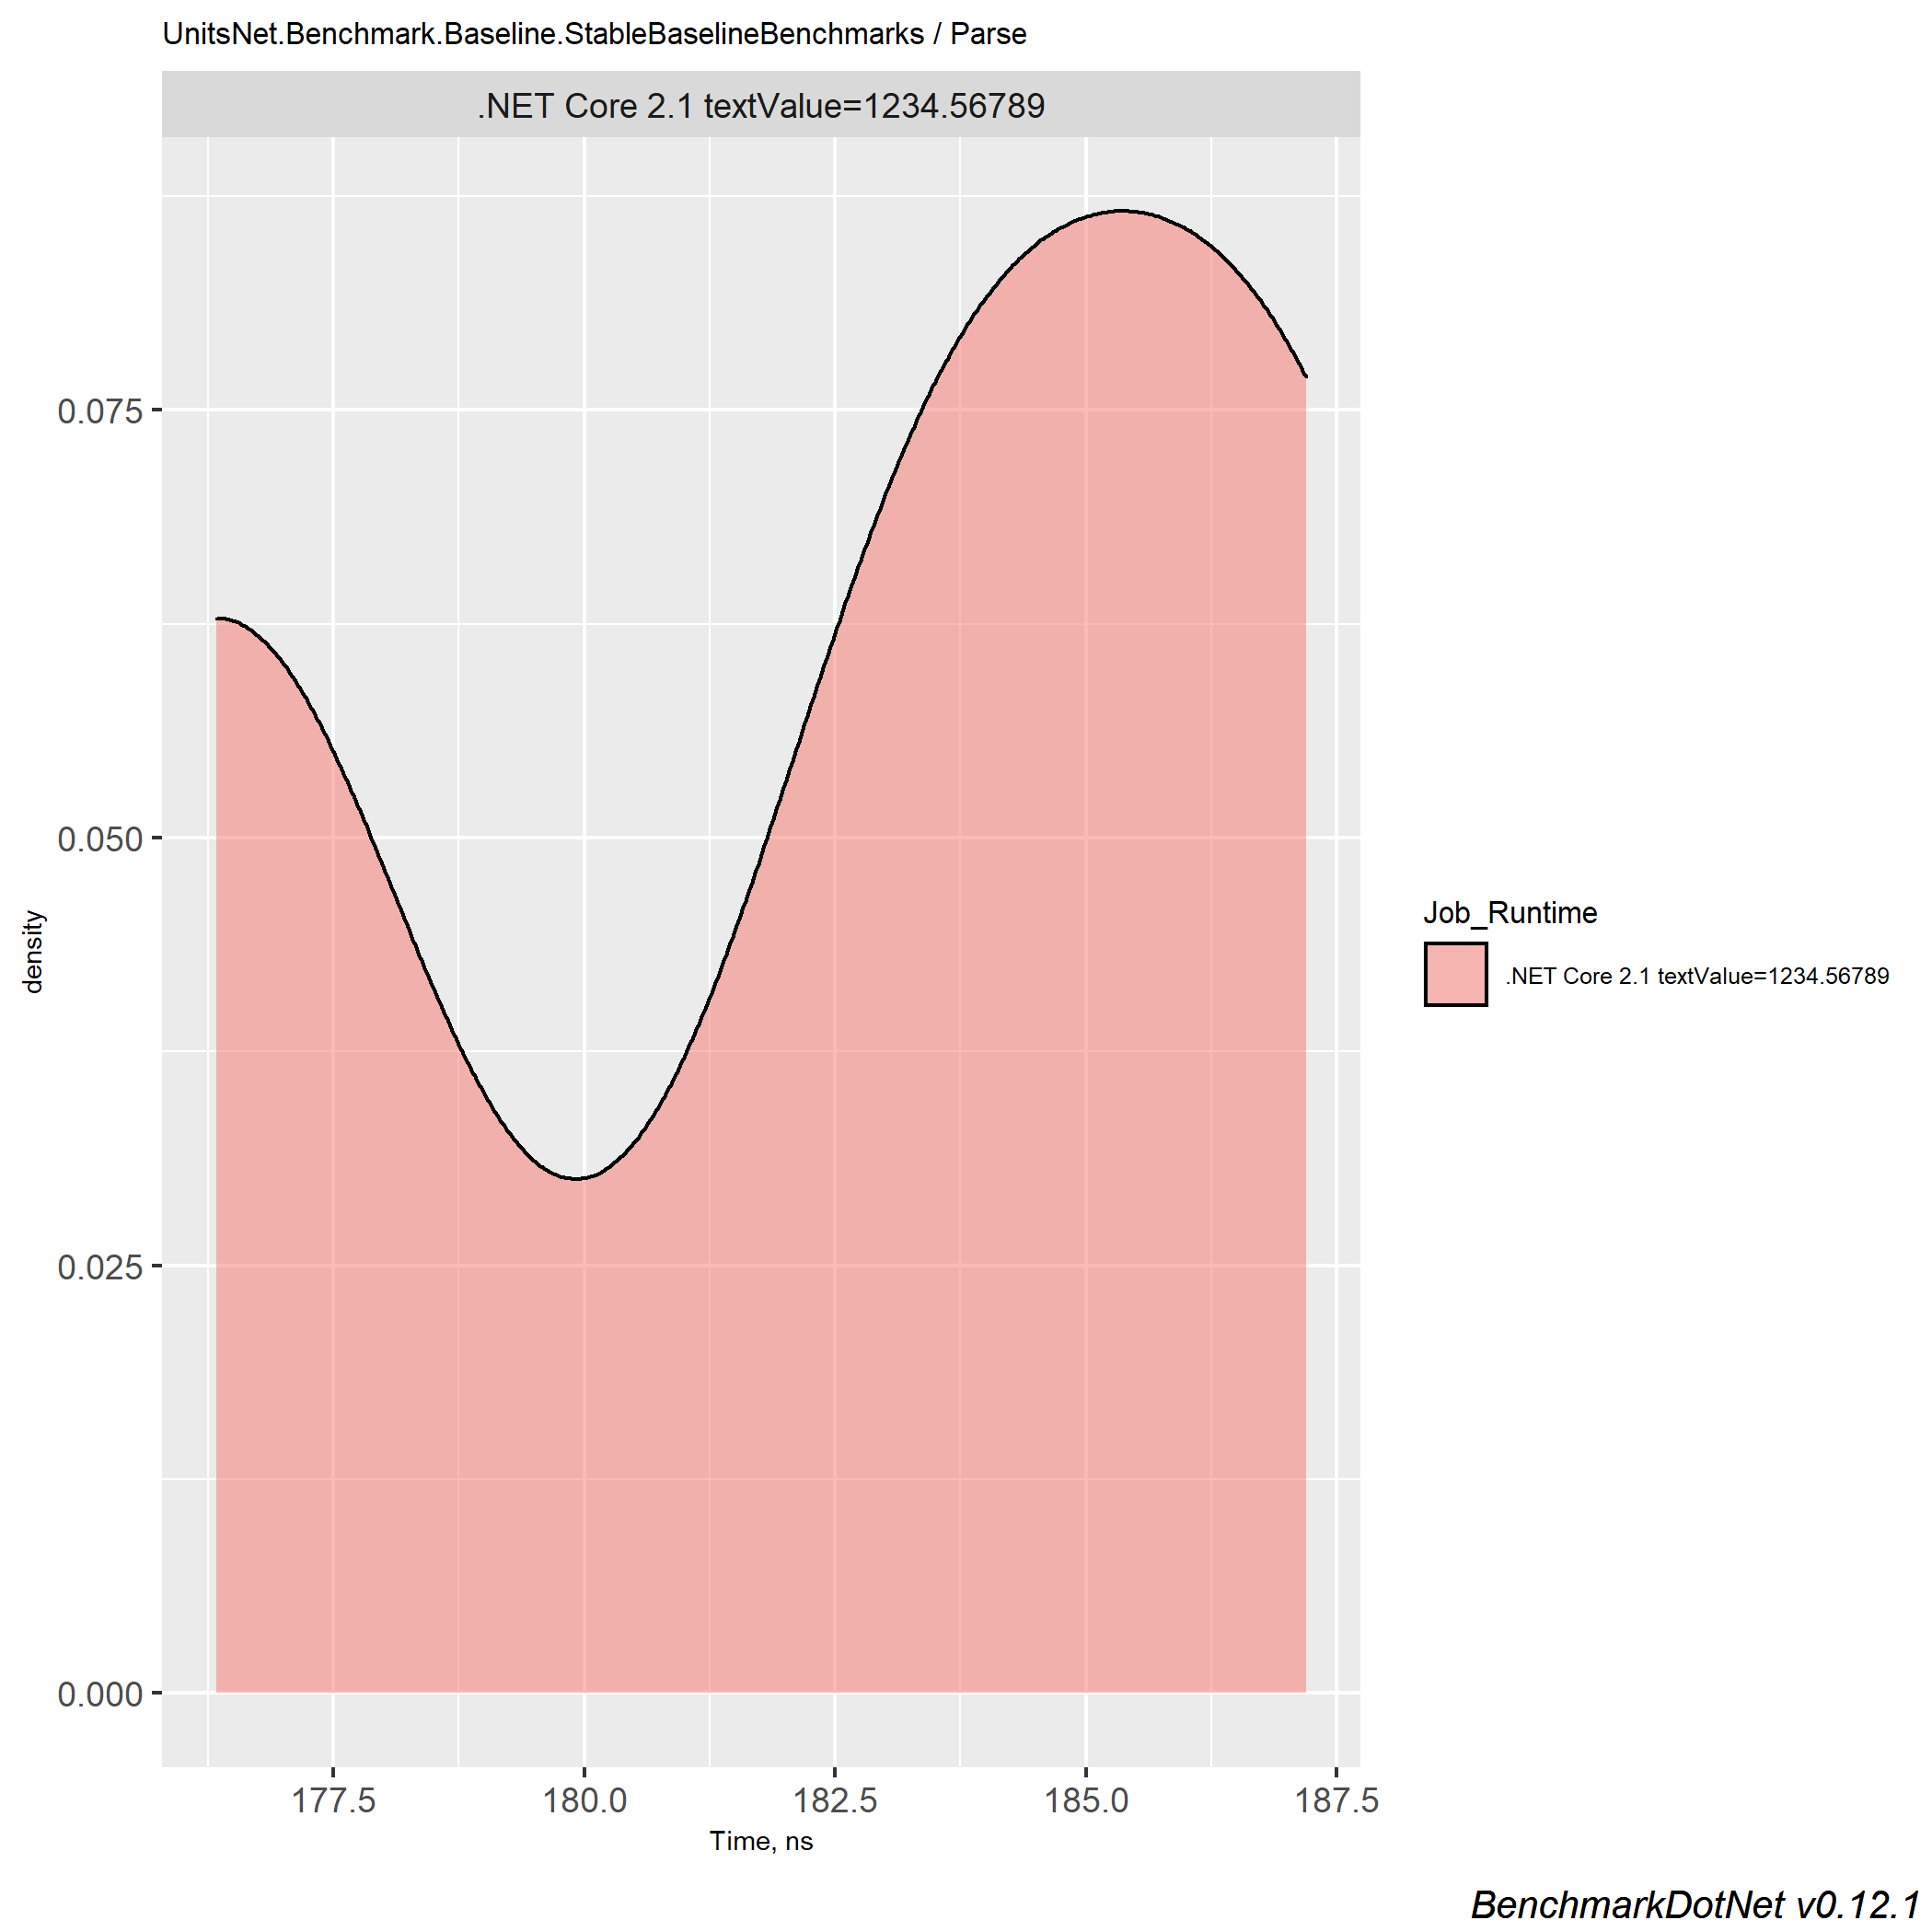 UnitsNet.Benchmark.Baseline.StableBaselineBenchmarks / Parse
.NET Core 2.1 textValue=1234.56789
0.075
0.050
0.025
0.000
density
177.5 180.0 182.5 185.0 187.5
Time, ns
Job_Runtime
.NET Core 2.1 textValue=1234.56789
BenchmarkDotNet v0.12.1